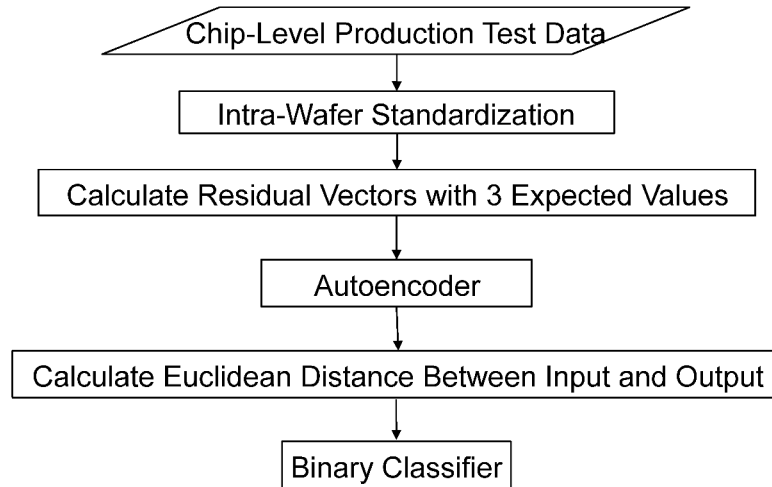 Chip-Level Production Test Data
Intra-Wafer Standardization
Calculate Residual Vectors with 3 Expected Values
Autoencoder
Calculate Euclidean Distance Between Input and Output
Binary Classifier